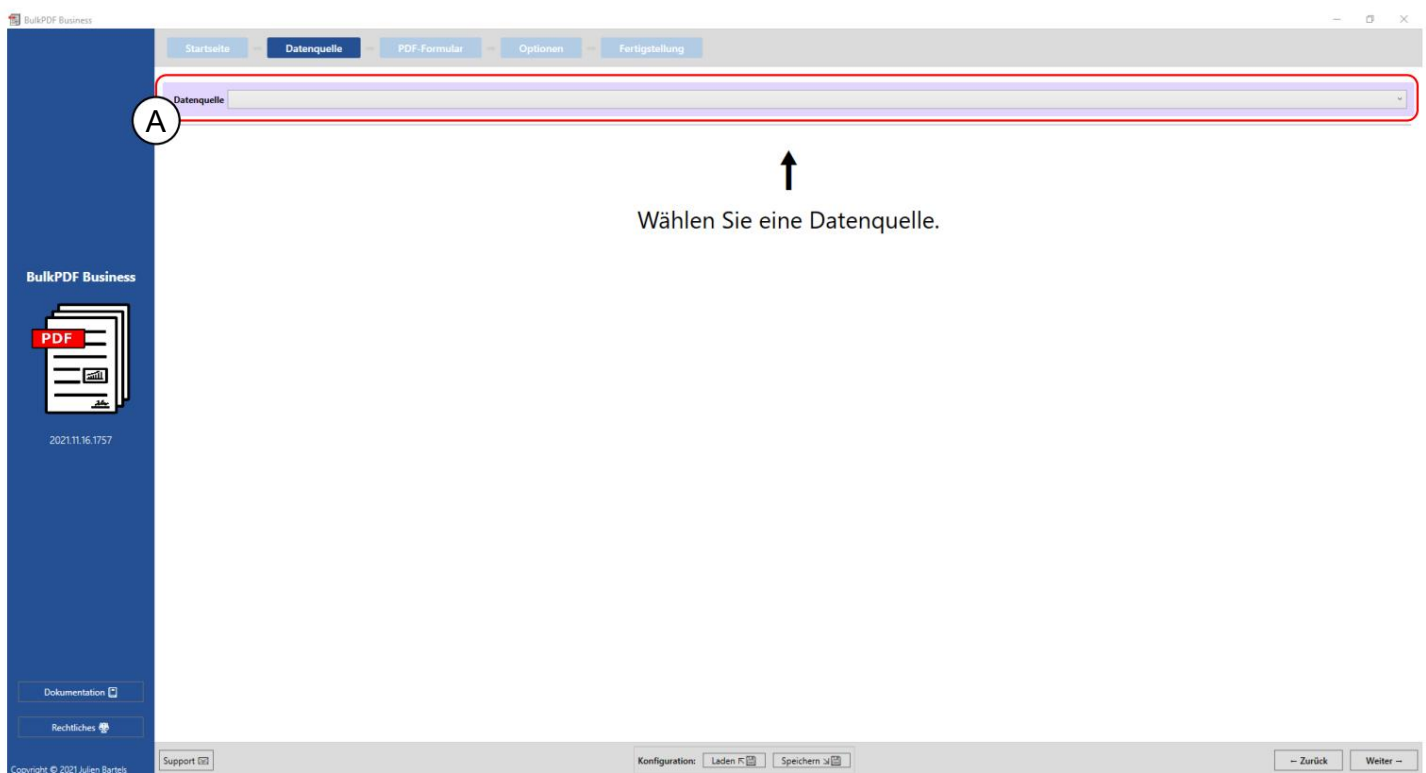 BulkPDF Business
Startseite Datenquelle PDF-Formular Optionen Fertigstellung
Datenquelle
A
Wählen Sie eine Datenquelle.
BulkPDF Business
PDF
2021.11.16.1757
Dokumentation
Rechtliches
Copyright © 2021 Julien Bartels
Support Konfiguration: Laden Speichern Zurück Weiter